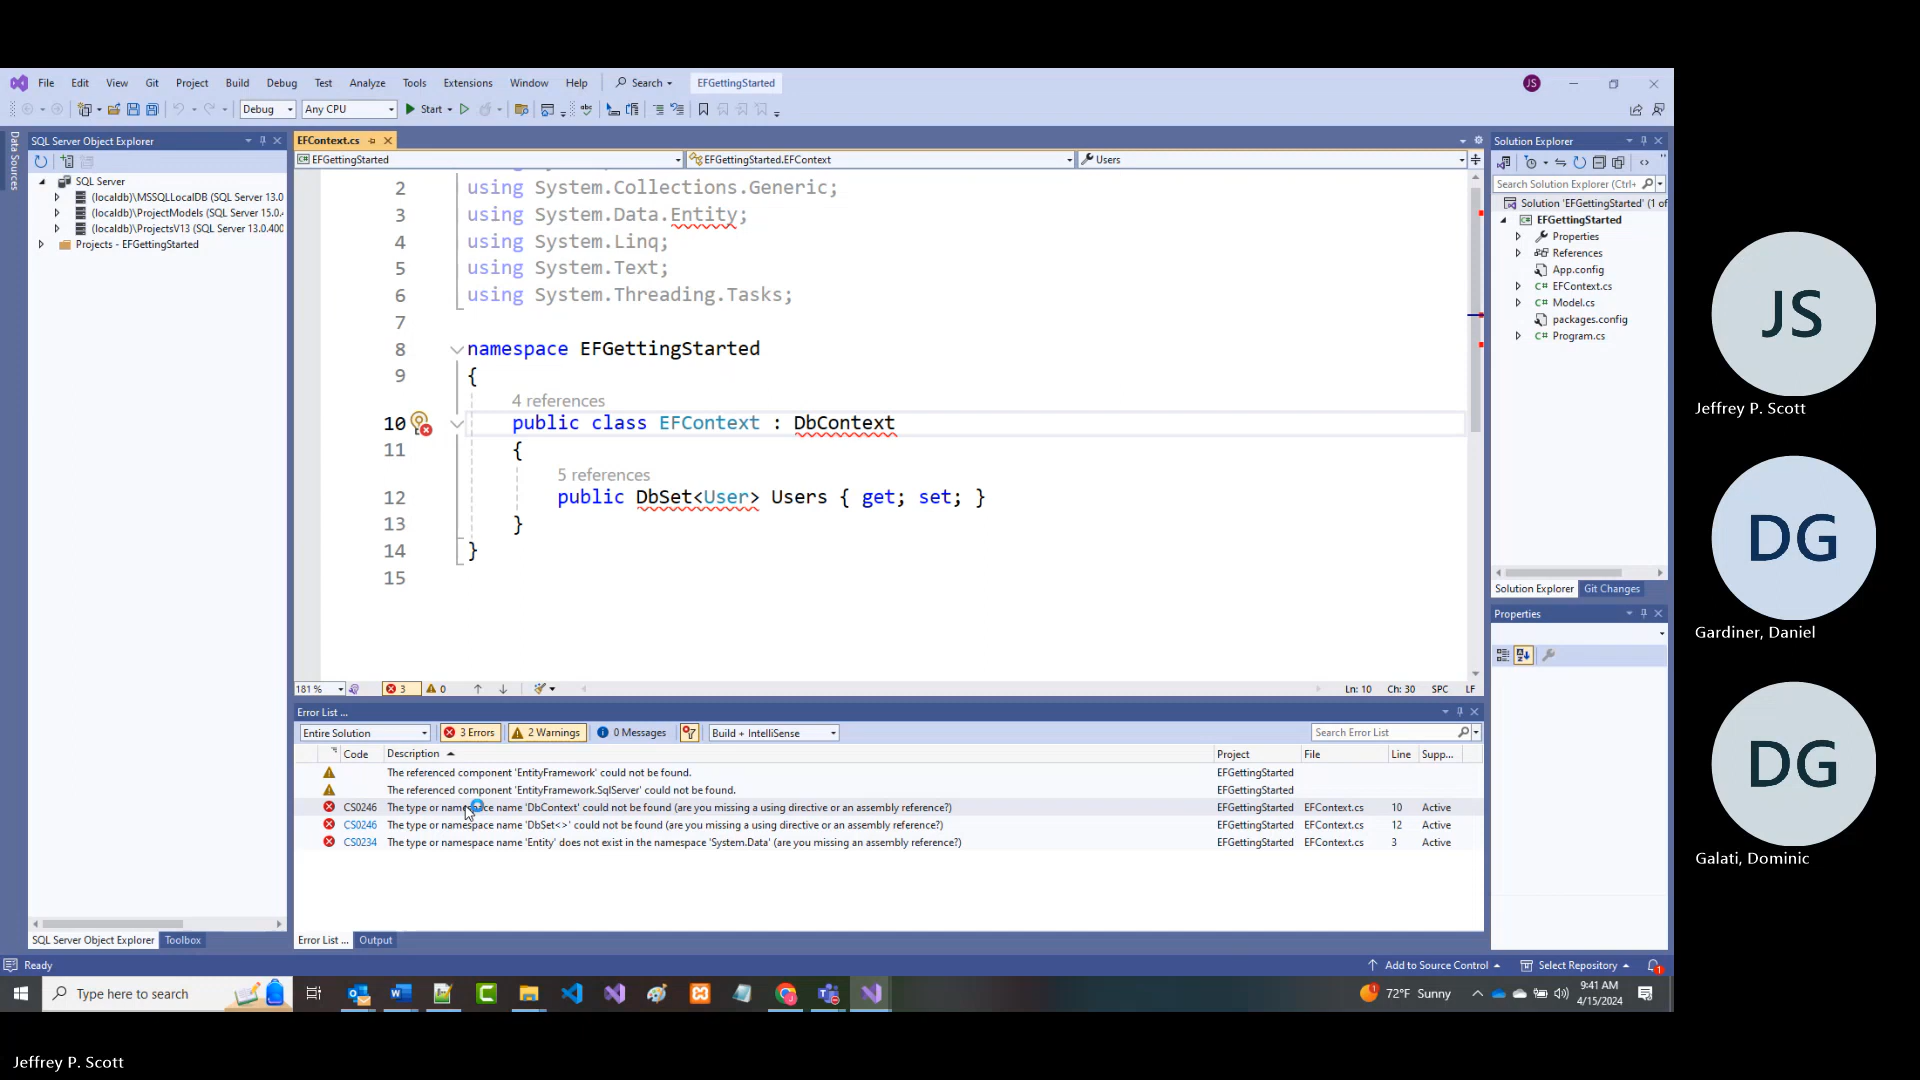 File Edit View Git Project Build Debug Test Analyze Tools Extensions Window Help Search EFGettingStarted JS
Debug Any CPU Start
Data Sources
SQL Server Object Explorer
SQL Server
(localdb)\MSSQLLocalDB (SQL Server 13.0
(localdb)\ProjectModels (SQL Server 15.0.
(localdb)\ProjectsV13 (SQL Server 13.0.400
Projects - EFGettingStarted
SQL Server Object Explorer Toolbox
EFContext.cs
EFGettingStarted EFGettingStarted.EFContext Users
2 using System.Collections.Generic;
3 using System.Data.Entity;
4 using System.Linq;
5 using System.Text;
6 using System.Threading.Tasks;
7
8 namespace EFGettingStarted
9 {
4 references
10 public class EFContext : DbContext
11 {
5 references
12 public DbSet<User> Users { get; set; }
13 }
14 }
15
181 % 3 0 Ln: 10 Ch: 30 SPC LF
Error List ...
Entire Solution 3 Errors 2 Warnings 0 Messages Build + IntelliSense Search Error List
Code Description Project File Line Supp...
The referenced component 'EntityFramework' could not be found. EFGettingStarted
The referenced component 'EntityFramework.SqlServer' could not be found. EFGettingStarted
CS0246 The type or namespace name 'DbContext' could not be found (are you missing a using directive or an assembly reference?) EFGettingStarted EFContext.cs 10 Active
CS0246 The type or namespace name 'DbSet<>' could not be found (are you missing a using directive or an assembly reference?) EFGettingStarted EFContext.cs 12 Active
CS0234 The type or namespace name 'Entity' does not exist in the namespace 'System.Data' (are you missing an assembly reference?) EFGettingStarted EFContext.cs 3 Active
Error List ... Output
Solution Explorer
Search Solution Explorer (Ctrl+
Solution 'EFGettingStarted' (1 of
EFGettingStarted
Properties
References
App.config
EFContext.cs
Model.cs
packages.config
Program.cs
Solution Explorer Git Changes
Properties
Ready Add to Source Control Select Repository 1
Type here to search 72°F Sunny 9:41 AM
4/15/2024
JS
Jeffrey P. Scott
DG
Gardiner, Daniel
DG
Galati, Dominic
Jeffrey P. Scott